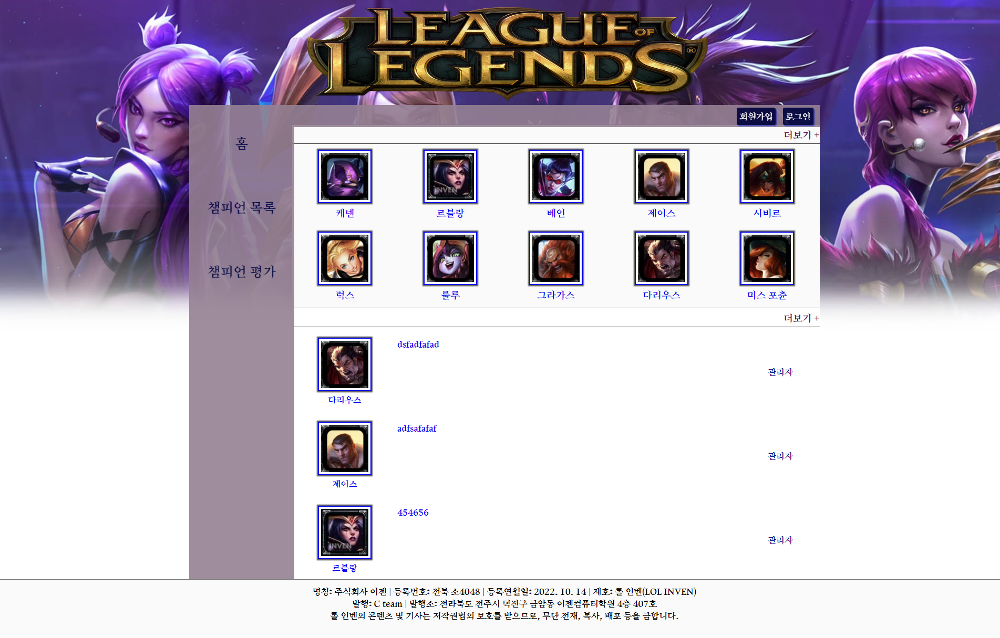 LEAGUE OF
LEGENDS®
회원가입 로그인
홈
챔피언 목록
챔피언 평가
더보기 +
INVEN
케넨 르블랑 베인 제이스 시비르
럭스 룰루 그라가스 다리우스 미스 포츈
더보기 +
dsfadfafad
관리자
다리우스
adfsafafaf
관리자
제이스
454656
관리자
INVEN
르블랑
명칭: 주식회사 이젠 | 등록번호: 전북 소4048 | 등록연월일: 2022. 10. 14 | 제호: 롤 인벤(LOL INVEN)
발행: C team | 발행소: 전라북도 전주시 덕진구 금암동 이젠컴퓨터학원 4층 407호
롤 인벤의 콘텐츠 및 기사는 저작권법의 보호를 받으므로, 무단 전재, 복사, 배포 등을 금합니다.